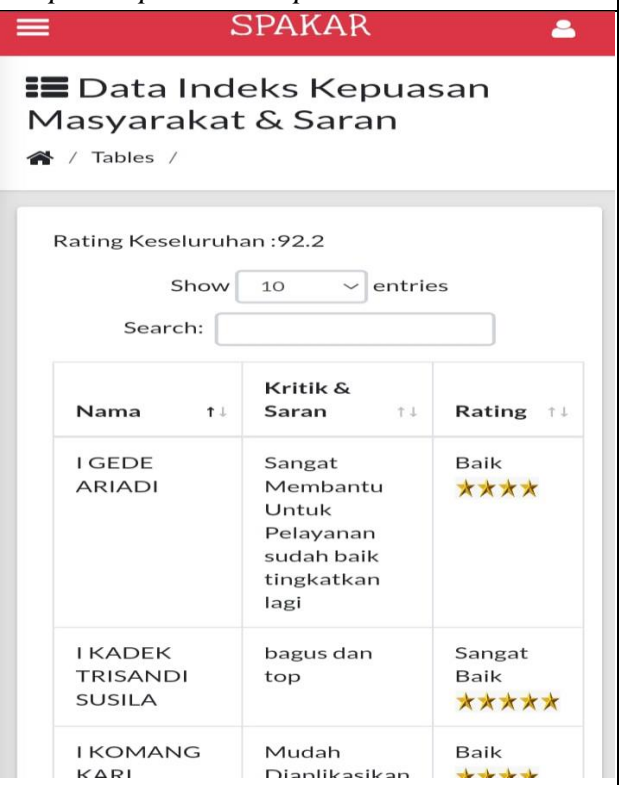 SPAKAR
Data Indeks Kepuasan
Masyarakat & Saran
/ Tables /
Rating Keseluruhan :92.2
Show 10 entries
Search:
Nama
Kritik &
Saran
Rating
I GEDE
ARIADI
Sangat
Membantu
Untuk
Pelayanan
sudah baik
tingkatkan
lagi
Baik
I KADEK
TRISANDI
SUSILA
bagus dan
top
Sangat
Baik
I KOMANG
KARI
Mudah
Diaplikasikan
Baik